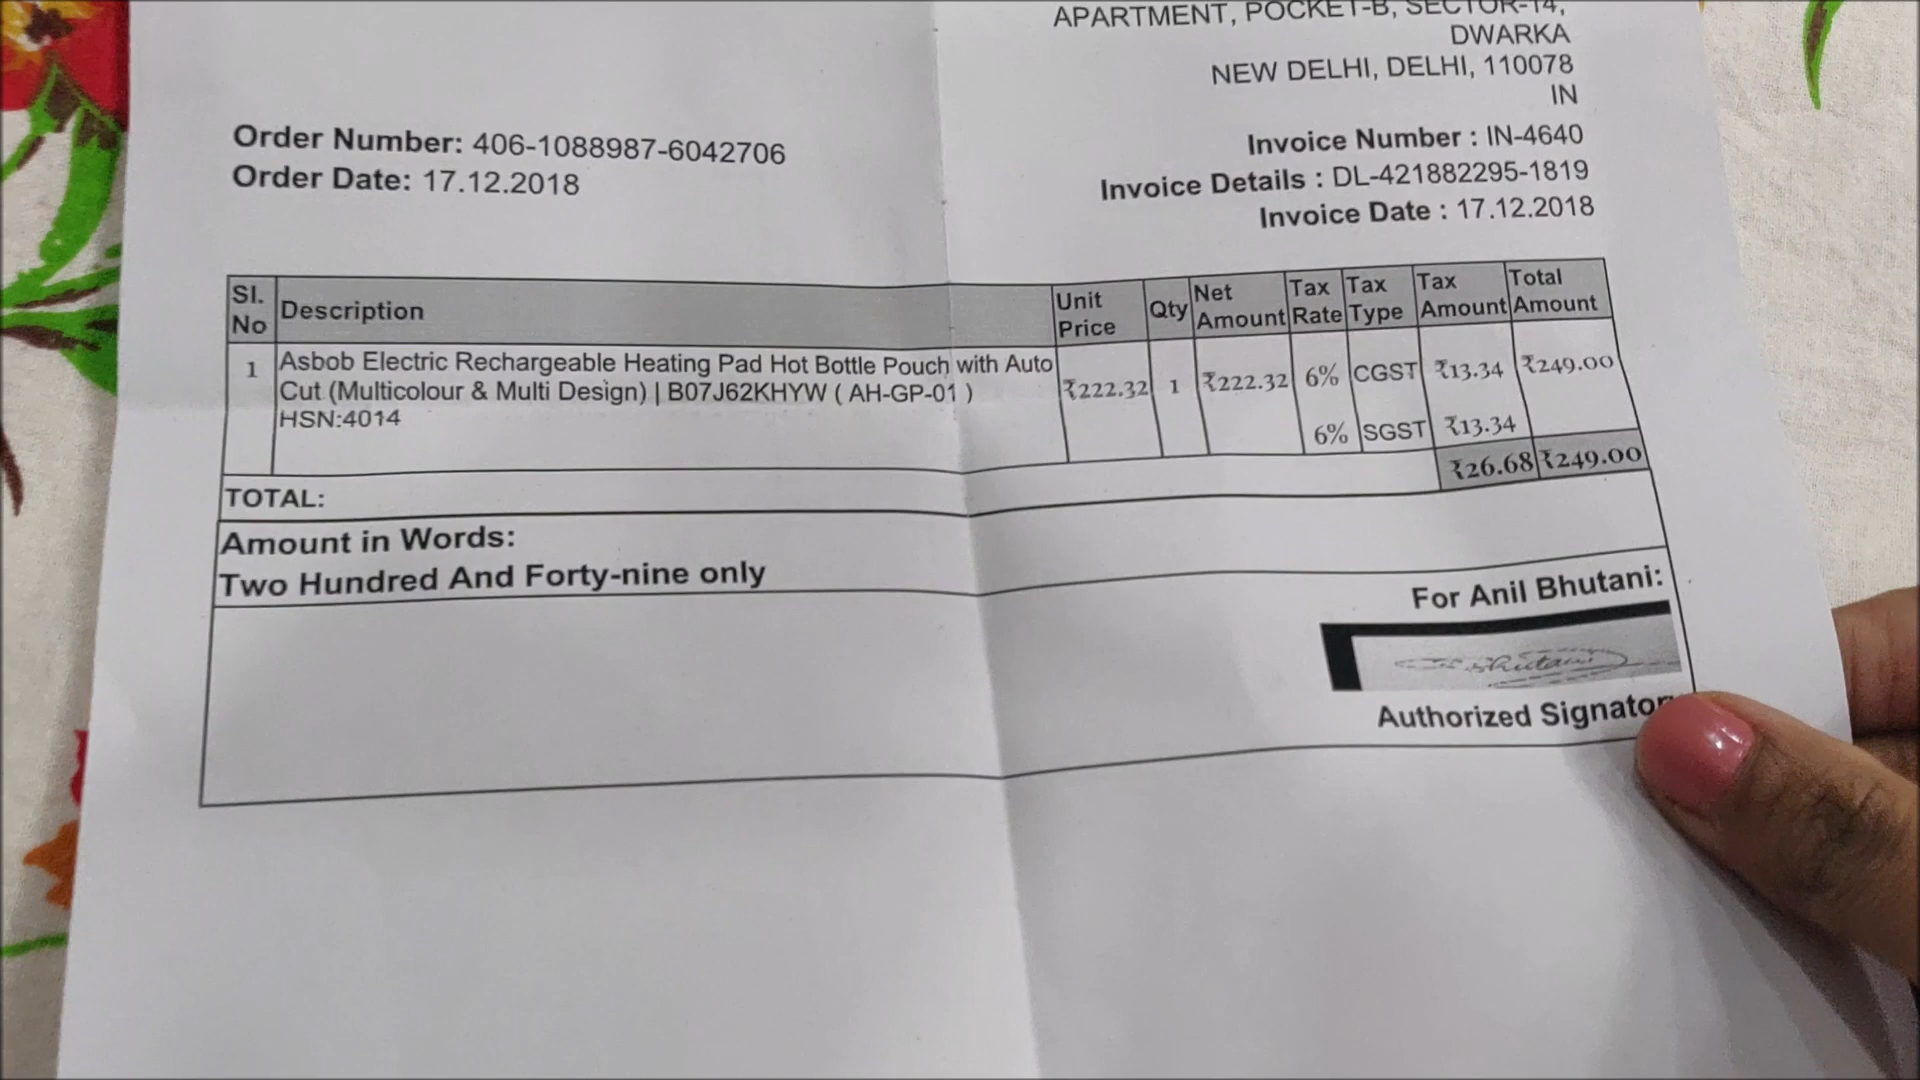 APARTMENT, POCKET-B, SECTOR-14,
DWARKA
NEW DELHI, DELHI, 110078
IN
Order Number: 406-1088987-6042706
Order Date: 17.12.2018
Invoice Number : IN-4640
Invoice Details : DL-421882295-1819
Invoice Date : 17.12.2018
Sl. No Description Unit Price Qty Net Amount Tax Rate Tax Type Tax Amount Total Amount
1 Asbob Electric Rechargeable Heating Pad Hot Bottle Pouch with Auto
Cut (Multicolour & Multi Design) | B07J62KHYW ( AH-GP-01 ) ₹222.32 1 ₹222.32 6% CGST ₹13.34 ₹249.00
HSN:4014
6% SGST ₹13.34
TOTAL: ₹26.68 ₹249.00
Amount in Words:
Two Hundred And Forty-nine only
For Anil Bhutani:
Bhutani
Authorized Signator